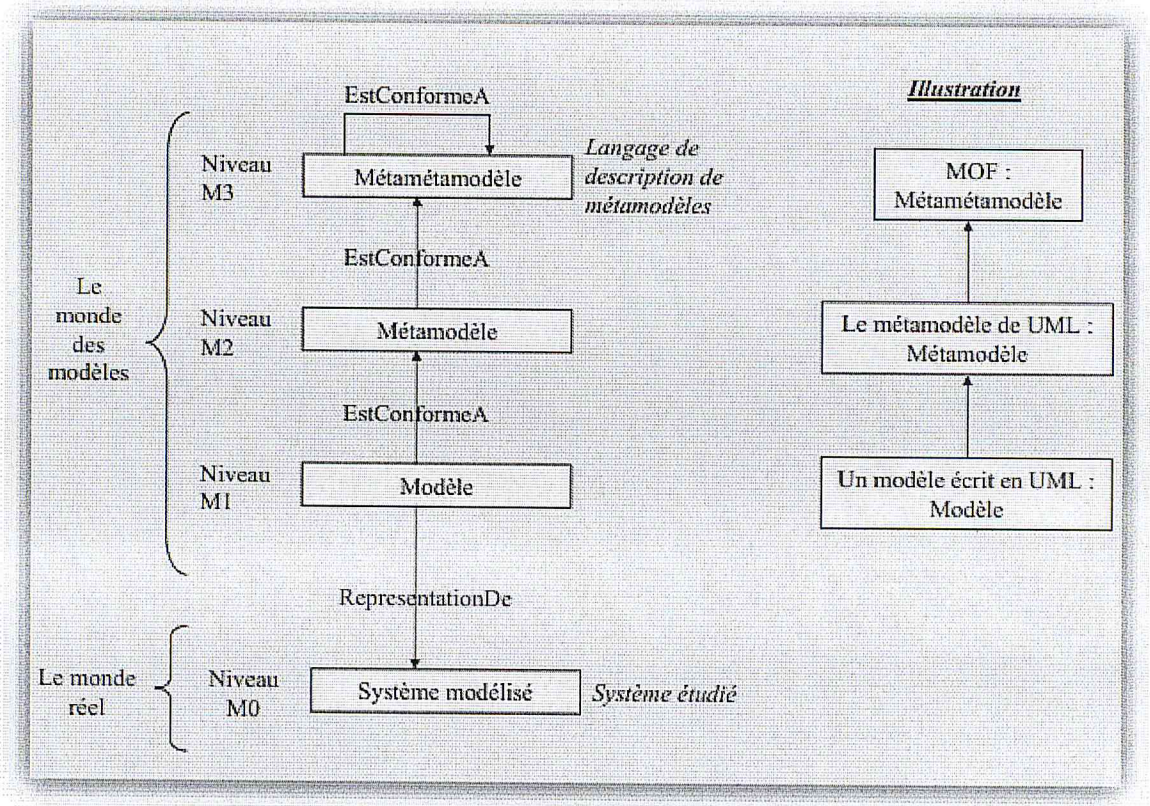 EstConformeA
Niveau
M3
Métamétamodèle
Langage de
description de
métamodèles
EstConformeA
Le
monde
des
modèles
Niveau
M2
Métamodèle
EstConformeA
Niveau
M1
Modèle
RepresentationDe
Le monde
réel
Niveau
M0
Système modélisé
Système étudié
Illustration
MOF :
Métamétamodèle
Le métamodèle de UML :
Métamodèle
Un modèle écrit en UML :
Modèle